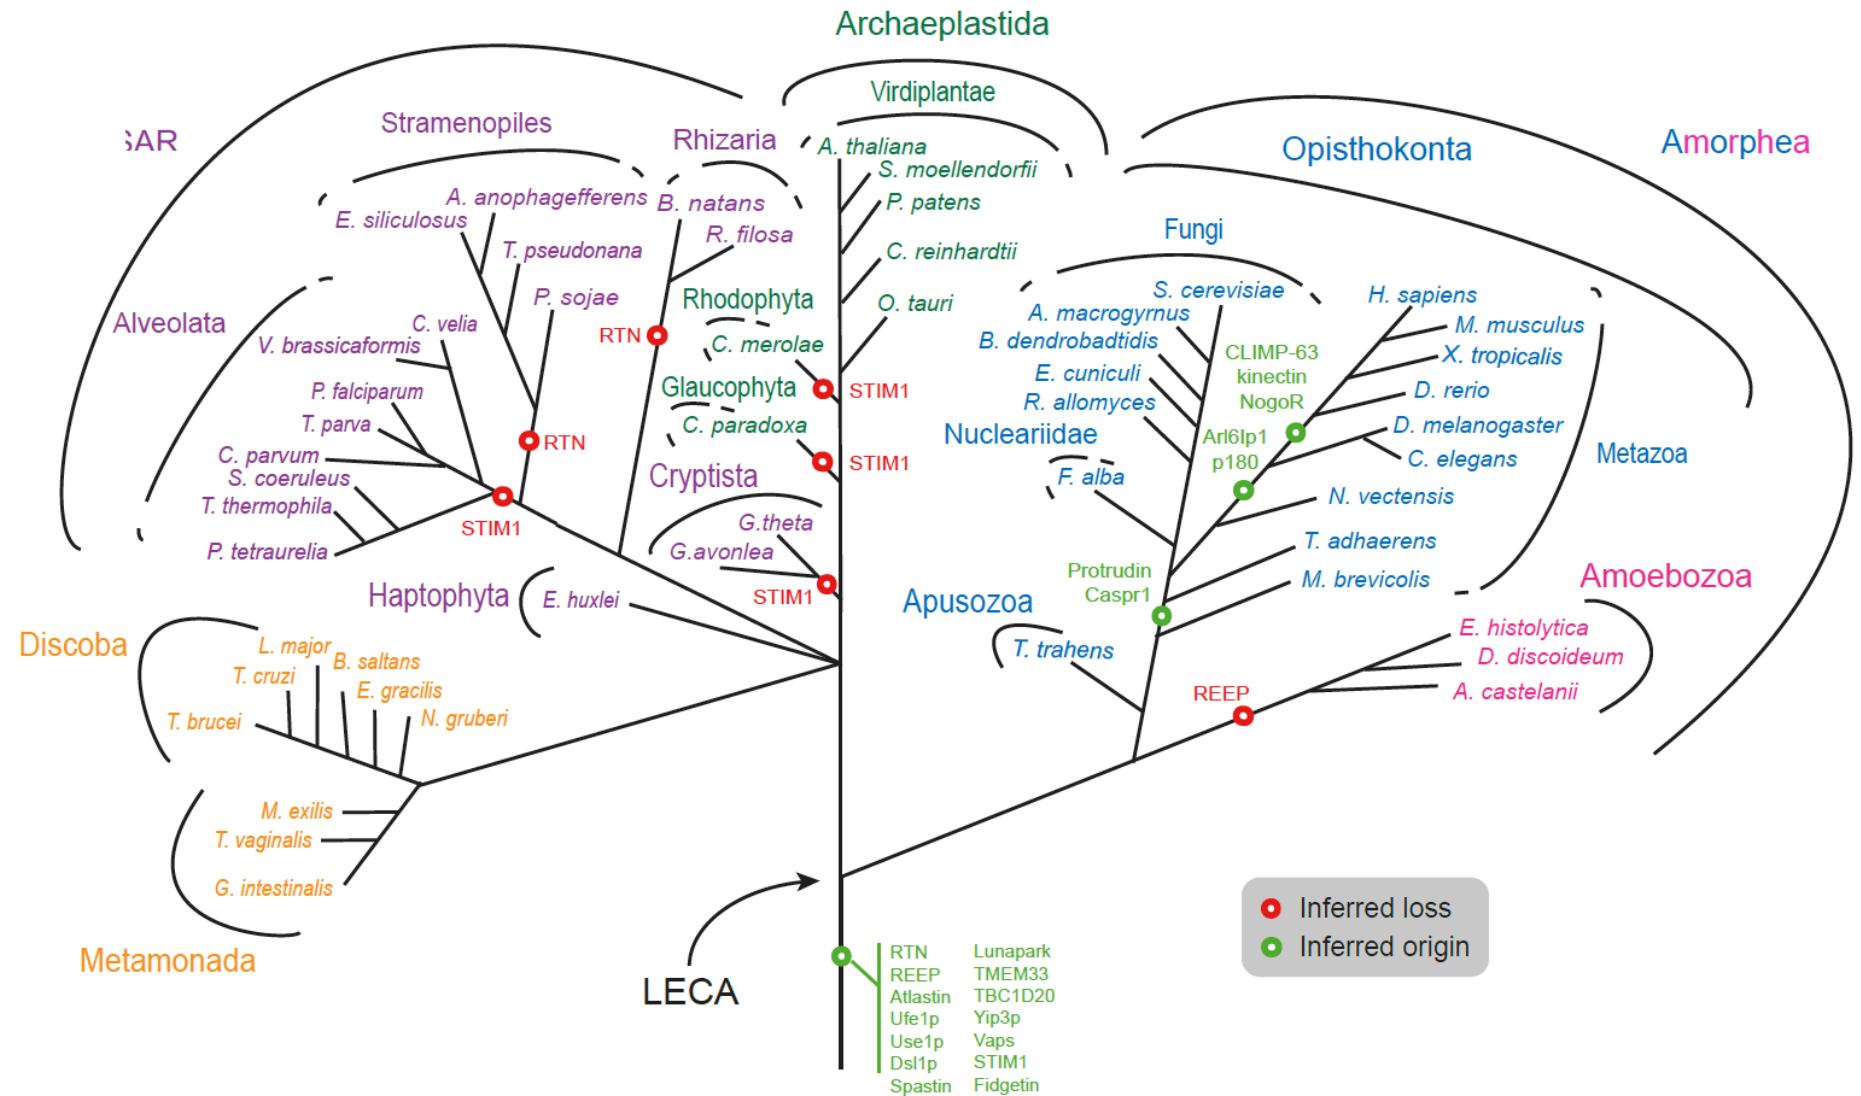 Archaeplastida
Virdiplantae
SAR
Stramenopiles
Rhizaria
A. thaliana
S. moellendorfii
P. patens
C. reinhardtii
O. tauri
Opisthokonta
Amorphea
A. anophagefferens
E. siliculosus
T. pseudonana
P. sojae
B. natans
R. filosa
RTN
RTN
Alveolata
C. velia
V. brassicaformis
P. falciparum
T. parva
C. parvum
S. coeruleus
T. thermophila
P. tetraurelia
STIM1
Rhodophyta
C. merolae
STIM1
Glaucophyta
C. paradoxa
STIM1
Cryptista
G.theta
G.avonlea
STIM1
Haptophyta
E. huxlei
Fungi
S. cerevisiae
A. macrogyrnus
B. dendrobadtidis
E. cuniculi
R. allomyces
Nucleariidae
F. alba
CLIMP-63
kinectin
NogoR
Arl6Ip1
p180
H. sapiens
M. musculus
X. tropicalis
D. rerio
D. melanogaster
C. elegans
Metazoa
N. vectensis
T. adhaerens
M. brevicolis
Protrudin
Caspr1
Apusozoa
T. trahens
Amoebozoa
E. histolytica
D. discoideum
A. castelanii
REEP
Discoba
L. major
B. saltans
T. cruzi
E. gracilis
T. brucei
N. gruberi
M. exilis
T. vaginalis
G. intestinalis
Metamonada
LECA
RTN Lunapark
REEP TMEM33
Atlastin TBC1D20
Ufe1p Yip3p
Use1p Vaps
Dsl1p STIM1
Spastin Fidgetin
Inferred loss
Inferred origin